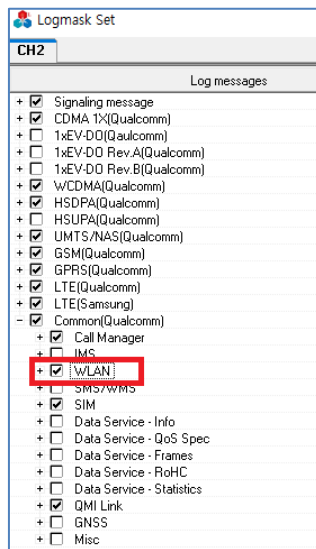 Logmask Set
CH2
Log messages
Signaling message
CDMA 1X(Qualcomm)
1xEV-DO(Qaulcomm)
1xEV-DO Rev.A(Qualcomm)
1xEV-DO Rev.B(Qualcomm)
WCDMA(Qualcomm)
HSDPA(Qualcomm)
HSUPA(Qualcomm)
UMTS/NAS(Qualcomm)
GSM(Qualcomm)
GPRS(Qualcomm)
LTE(Qualcomm)
LTE(Samsung)
Common(Qualcomm)
Call Manager
IMS
WLAN
SMS/WMS
SIM
Data Service - Info
Data Service - QoS Spec
Data Service - Frames
Data Service - RoHC
Data Service - Statistics
QMI Link
GNSS
Misc